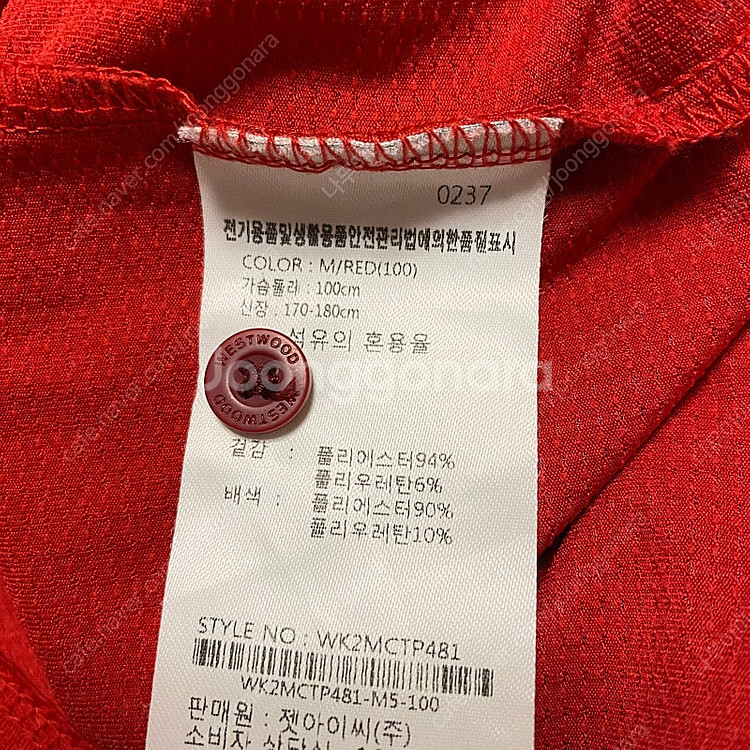 0237
전기용품및생활용품안전관리법에의한품질표시
COLOR : M/RED(100)
가슴둘레 : 100cm
신장 : 170-180cm
섬유의 혼용율
WESTWOOD
WESTWOOD
joonggonara
겉감 : 폴리에스터94%
폴리우레탄6%
배색 : 폴리에스터90%
폴리우레탄10%
STYLE NO : WK2MCTP481
WK2MCTP481-M5-100
판매원 : 젯아이씨(주)
소비자